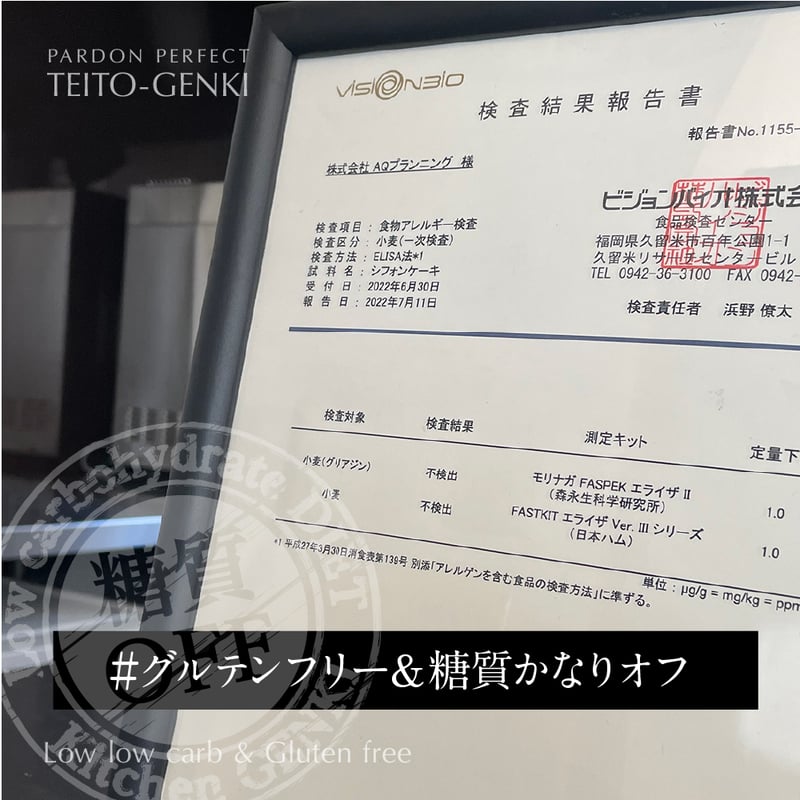 PARDON PERFECT
TEITO-GENKI
VISIONBIO
検査結果報告書
報告書No.1155-
株式会社 AQプランニング 様
ビジョンバイオ株式会
食品検査センター
福岡県久留米市百年公園1-1
久留米リサーチセンタービル
TEL 0942-36-3100 FAX 0942-
検査責任者 浜野 僚太
検査項目：食物アレルギー検査
検査区分：小麦(一次検査)
検査方法：ELISA法*1
試料名：シフォンケーキ
受付日：2022年6月30日
報告日：2022年7月11日
検査対象 検査結果 測定キット 定量下
小麦(グリアジン) 不検出 モリナガ FASPEK エライザ II
(森永生科学研究所) 1.0
小麦 不検出 FASTKIT エライザ Ver. III シリーズ
(日本ハム) 1.0
*1 平成27年3月30日消食表第139号 別添「アレルゲンを含む食品の検査方法」に準ずる。
単位：μg/g = mg/kg = ppm
Low carbohydrate DIET
糖質
OFF
Kitchen GENKI
#グルテンフリー&糖質かなりオフ
Low low carb & Gluten free